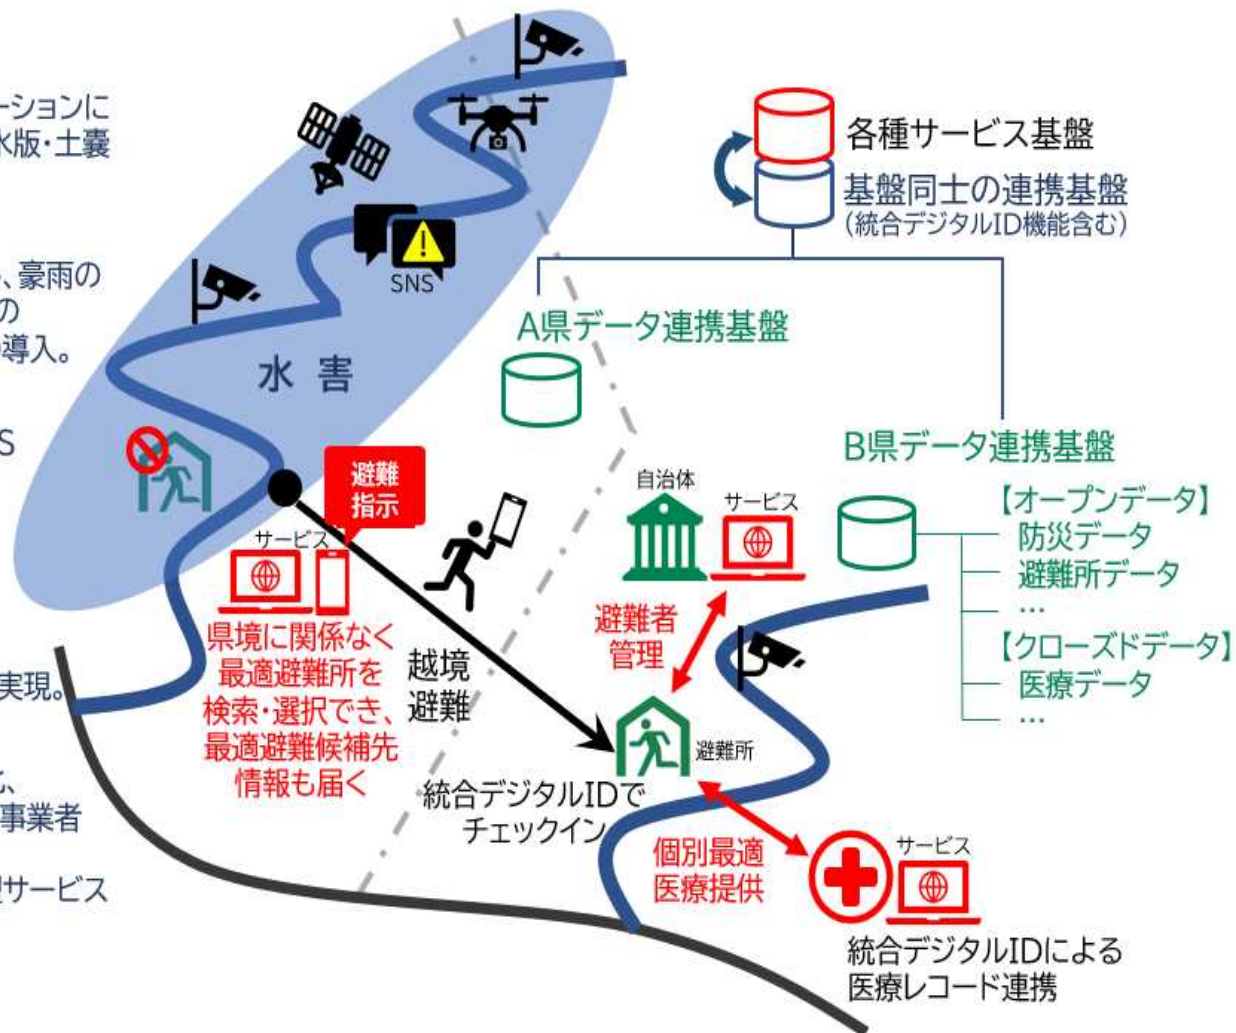 ーションに
水版・土嚢
、豪雨の
の
導入。
S
実現。
化、
事業者
型サービス
SNS
水 害
避難
指示
サービス
県境に関係なく
最適避難所を
検索・選択でき、
最適避難候補先
情報も届く
越境
避難
各種サービス基盤
基盤同士の連携基盤
(統合デジタルID機能含む)
A県データ連携基盤
B県データ連携基盤
【オープンデータ】
防災データ
避難所データ
…
【クローズドデータ】
医療データ
…
自治体
サービス
避難者
管理
避難所
統合デジタルIDで
チェックイン
個別最適
医療提供
サービス
統合デジタルIDによる
医療レコード連携